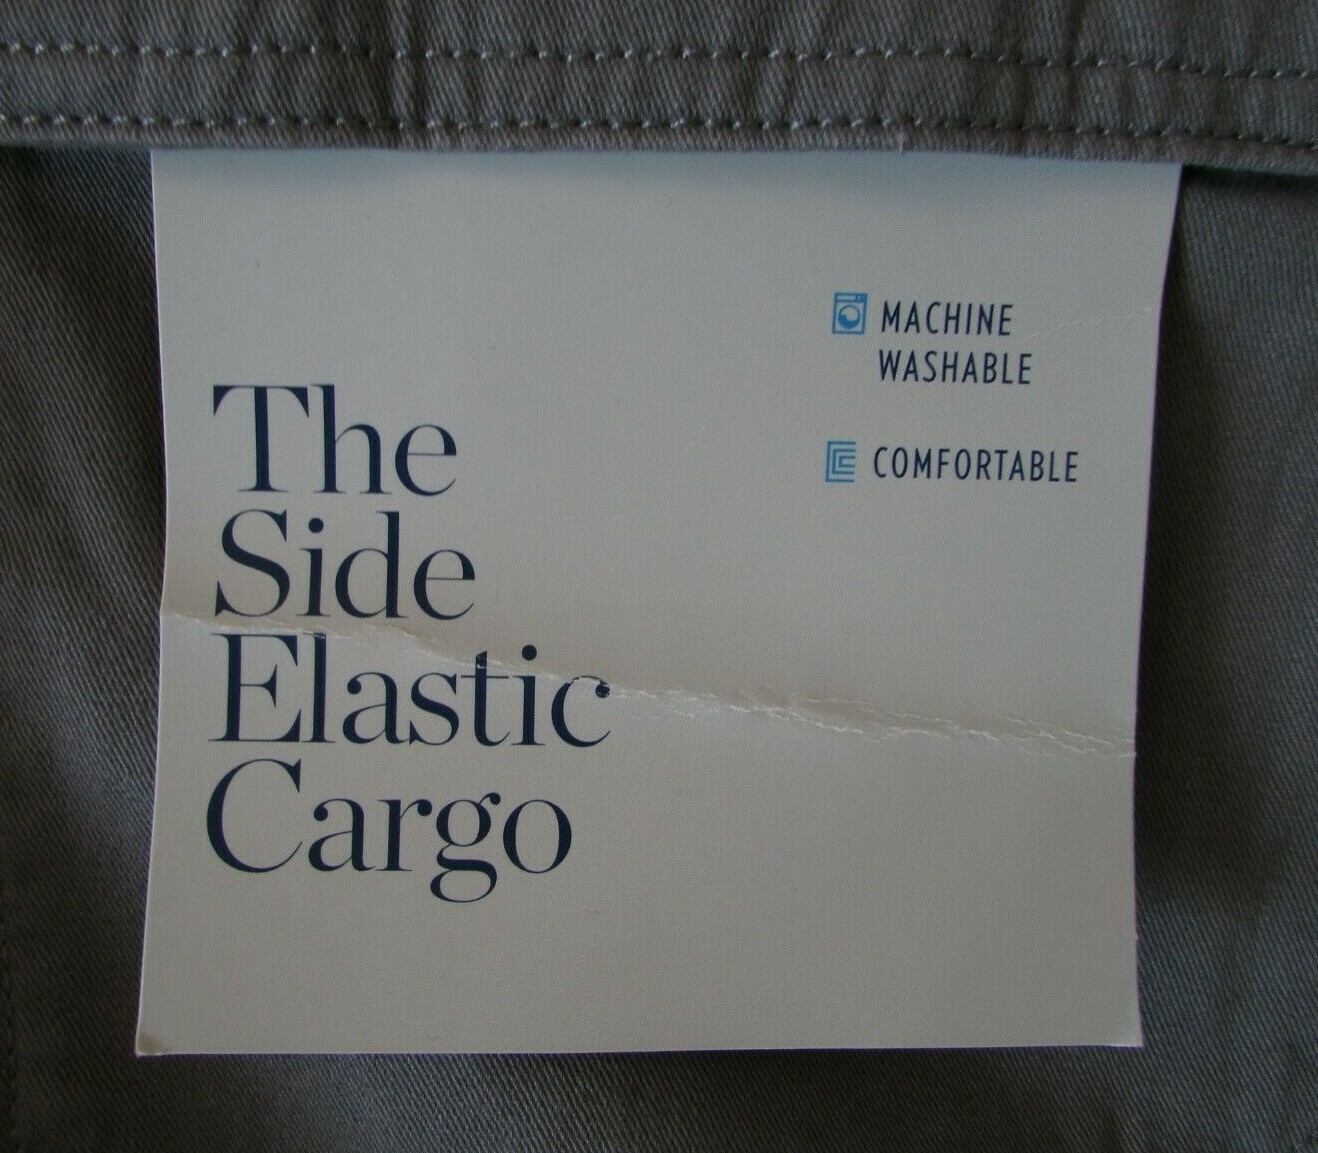 The
Side
Elastic
Cargo
MACHINE
WASHABLE
COMFORTABLE